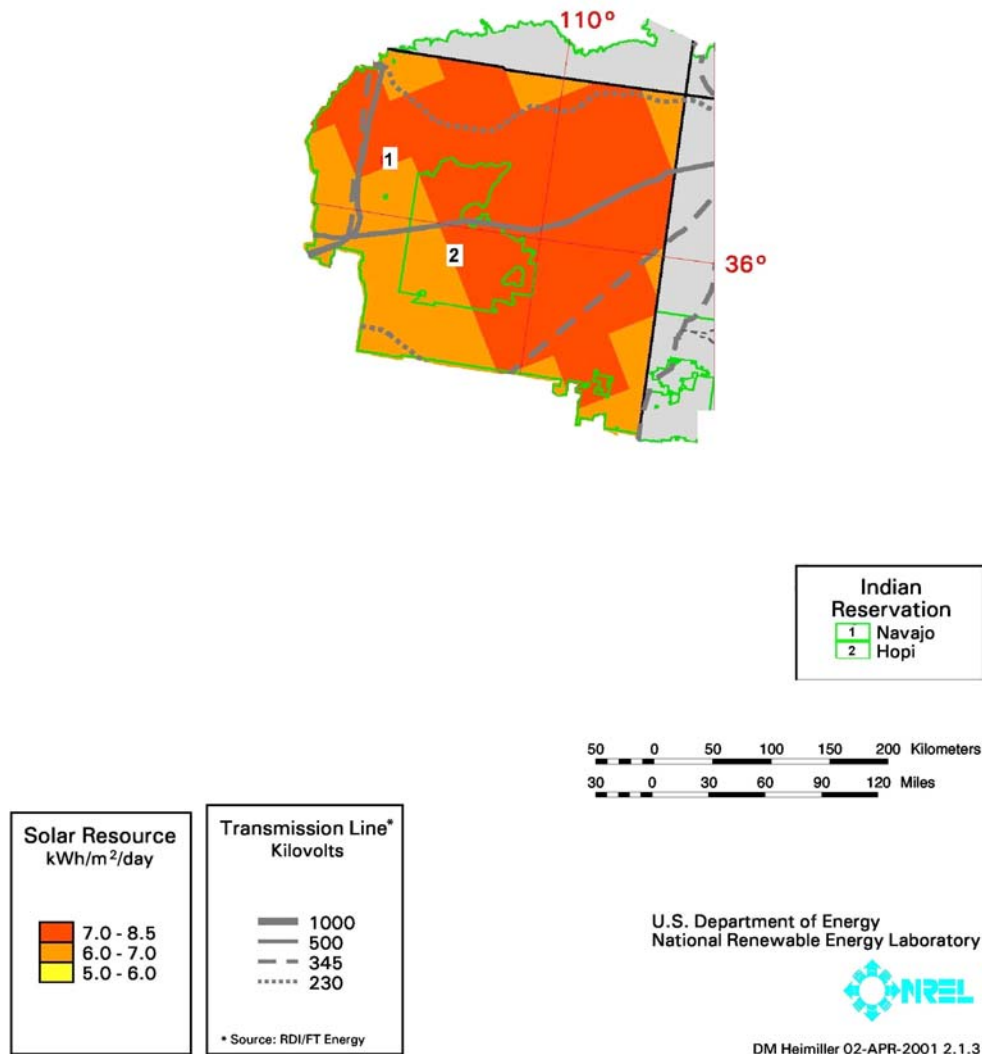 110°
1
2
36°
Indian
Reservation
1 Navajo
2 Hopi
50 0 50 100 150 200 Kilometers
30 0 30 60 90 120 Miles
Solar Resource
kWh/m²/day
7.0 - 8.5
6.0 - 7.0
5.0 - 6.0
Transmission Line*
Kilovolts
1000
500
345
230
* Source: RDI/FT Energy
U.S. Department of Energy
National Renewable Energy Laboratory
NREL
DM Heimiller 02-APR-2001 2.1.3